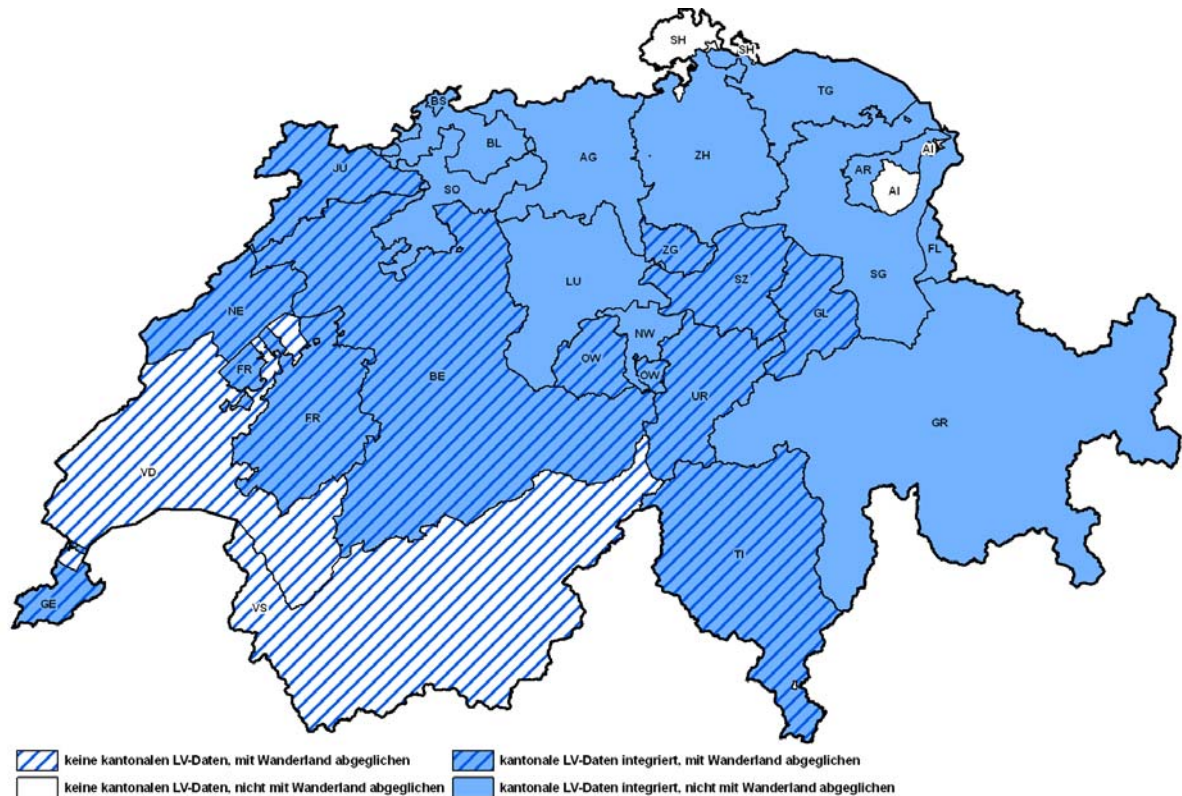 SH
SH
TG
BS
BL
AG
ZH
AI
JU
SO
AR
AI
ZG
SZ
FL
LU
SG
NE
GL
NW
OW
OW
FR
BE
UR
FR
GR
VD
TI
GE
VS
keine kantonalen LV-Daten, mit Wanderland abgeglichen
kantonale LV-Daten integriert, mit Wanderland abgeglichen
keine kantonalen LV-Daten, nicht mit Wanderland abgeglichen
kantonale LV-Daten integriert, nicht mit Wanderland abgeglichen